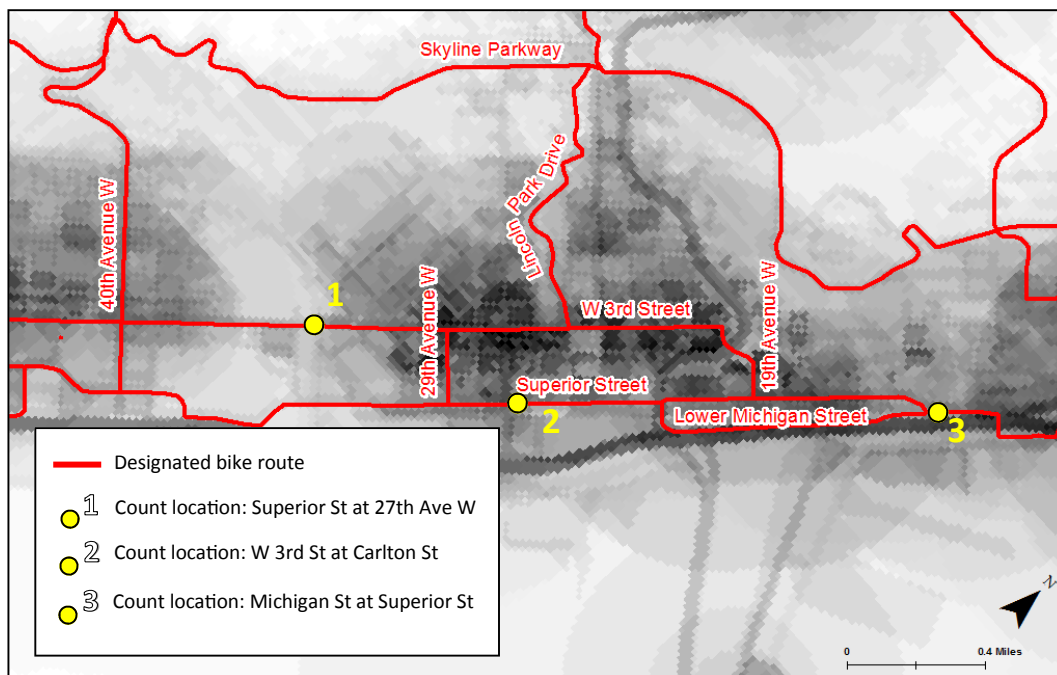 Skyline Parkway
Lincoln Park Drive
40th Avenue W
1
29th Avenue W
W 3rd Street
19th Avenue W
Superior Street
2
Lower Michigan Street
3
Designated bike route
1 Count location: Superior St at 27th Ave W
2 Count location: W 3rd St at Carlton St
3 Count location: Michigan St at Superior St
N
0 0.4 Miles